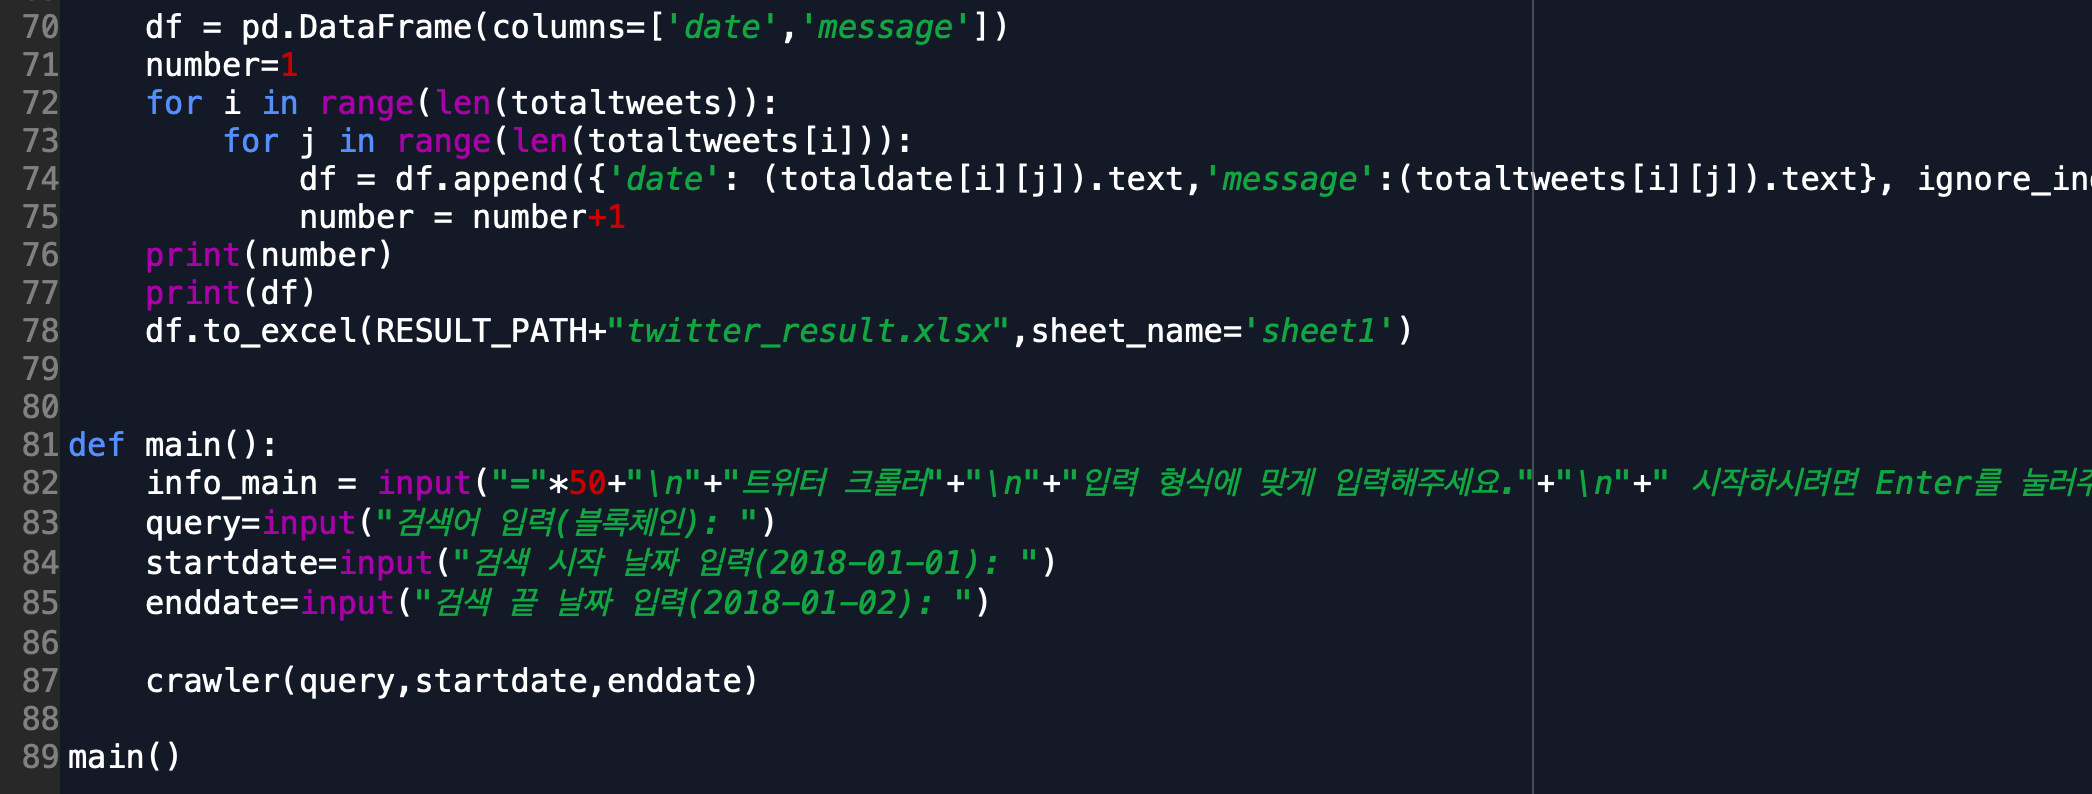 70 df = pd.DataFrame(columns=['date','message'])
71 number=1
72 for i in range(len(totaltweets)):
73 for j in range(len(totaltweets[i])):
74 df = df.append({'date': (totaldate[i][j]).text,'message':(totaltweets[i][j]).text}, ignore_in
75 number = number+1
76 print(number)
77 print(df)
78 df.to_excel(RESULT_PATH+"twitter_result.xlsx",sheet_name='sheet1')
79
80
81 def main():
82 info_main = input("="*50+"\n"+"트위터 크롤러"+"\n"+"입력 형식에 맞게 입력해주세요."+"\n"+" 시작하시려면 Enter를 눌러주
83 query=input("검색어 입력(블록체인): ")
84 startdate=input("검색 시작 날짜 입력(2018-01-01): ")
85 enddate=input("검색 끝 날짜 입력(2018-01-02): ")
86
87 crawler(query,startdate,enddate)
88
89 main()